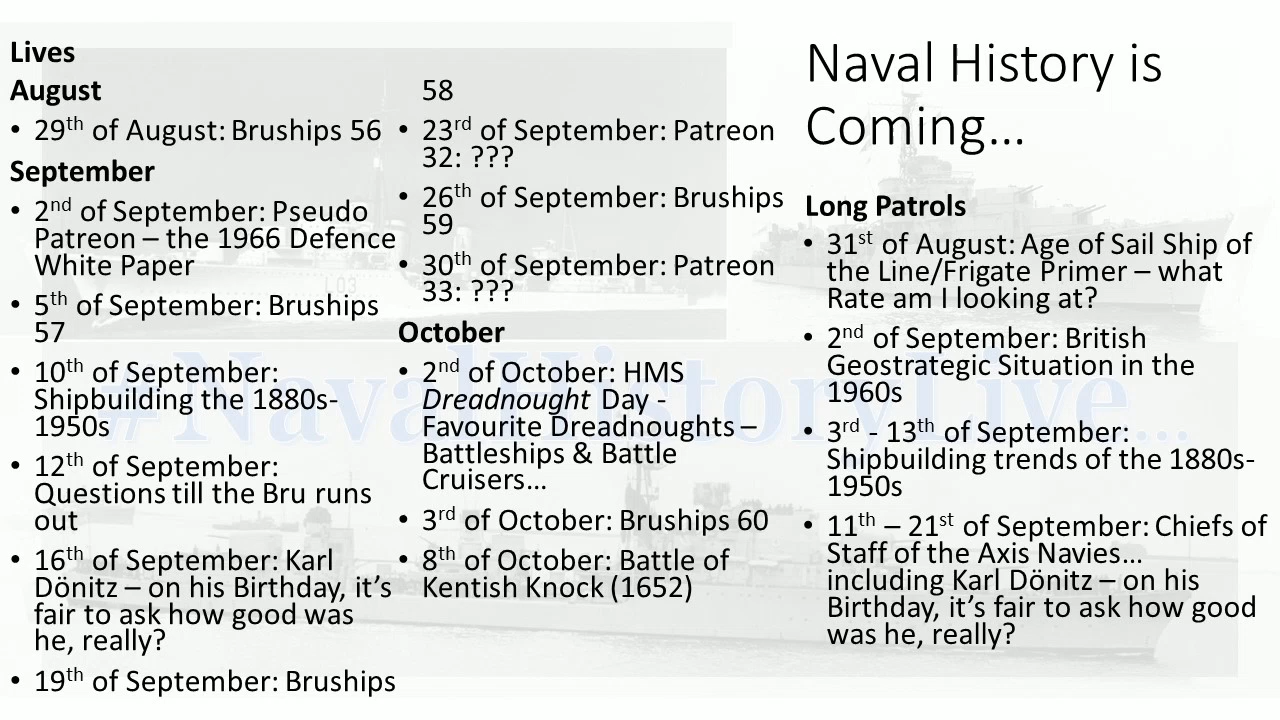 Lives
August
• 29th of August: Bruships 56
September
• 2nd of September: Pseudo
Patreon – the 1966 Defence
White Paper
• 5th of September: Bruships
57
• 10th of September:
Shipbuilding the 1880s-
1950s
• 12th of September:
Questions till the Bru runs
out
• 16th of September: Karl
Dönitz – on his Birthday, it’s
fair to ask how good was
he, really?
• 19th of September: Bruships
58
• 23rd of September: Patreon
32: ???
• 26th of September: Bruships
59
• 30th of September: Patreon
33: ???
October
• 2nd of October: HMS
Dreadnought Day -
Favourite Dreadnoughts –
Battleships & Battle
Cruisers…
• 3rd of October: Bruships 60
• 8th of October: Battle of
Kentish Knock (1652)
Naval History is
Coming…
Long Patrols
• 31st of August: Age of Sail Ship of
the Line/Frigate Primer – what
Rate am I looking at?
• 2nd of September: British
Geostrategic Situation in the
1960s
• 3rd - 13th of September:
Shipbuilding trends of the 1880s-
1950s
• 11th – 21st of September: Chiefs of
Staff of the Axis Navies…
including Karl Dönitz – on his
Birthday, it’s fair to ask how good
was he, really?
#NavalHistoryLive…
L03